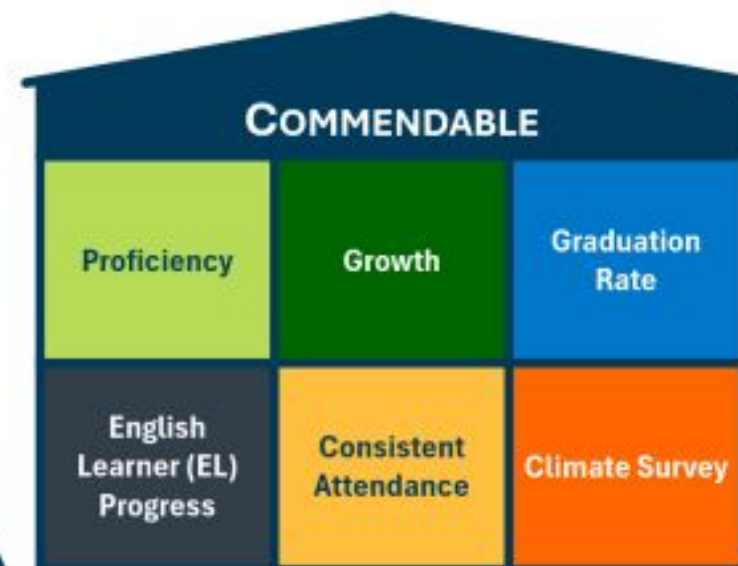 COMMENDABLE
Proficiency
Growth
Graduation
Rate
English
Learner (EL)
Progress
Consistent
Attendance
Climate Survey